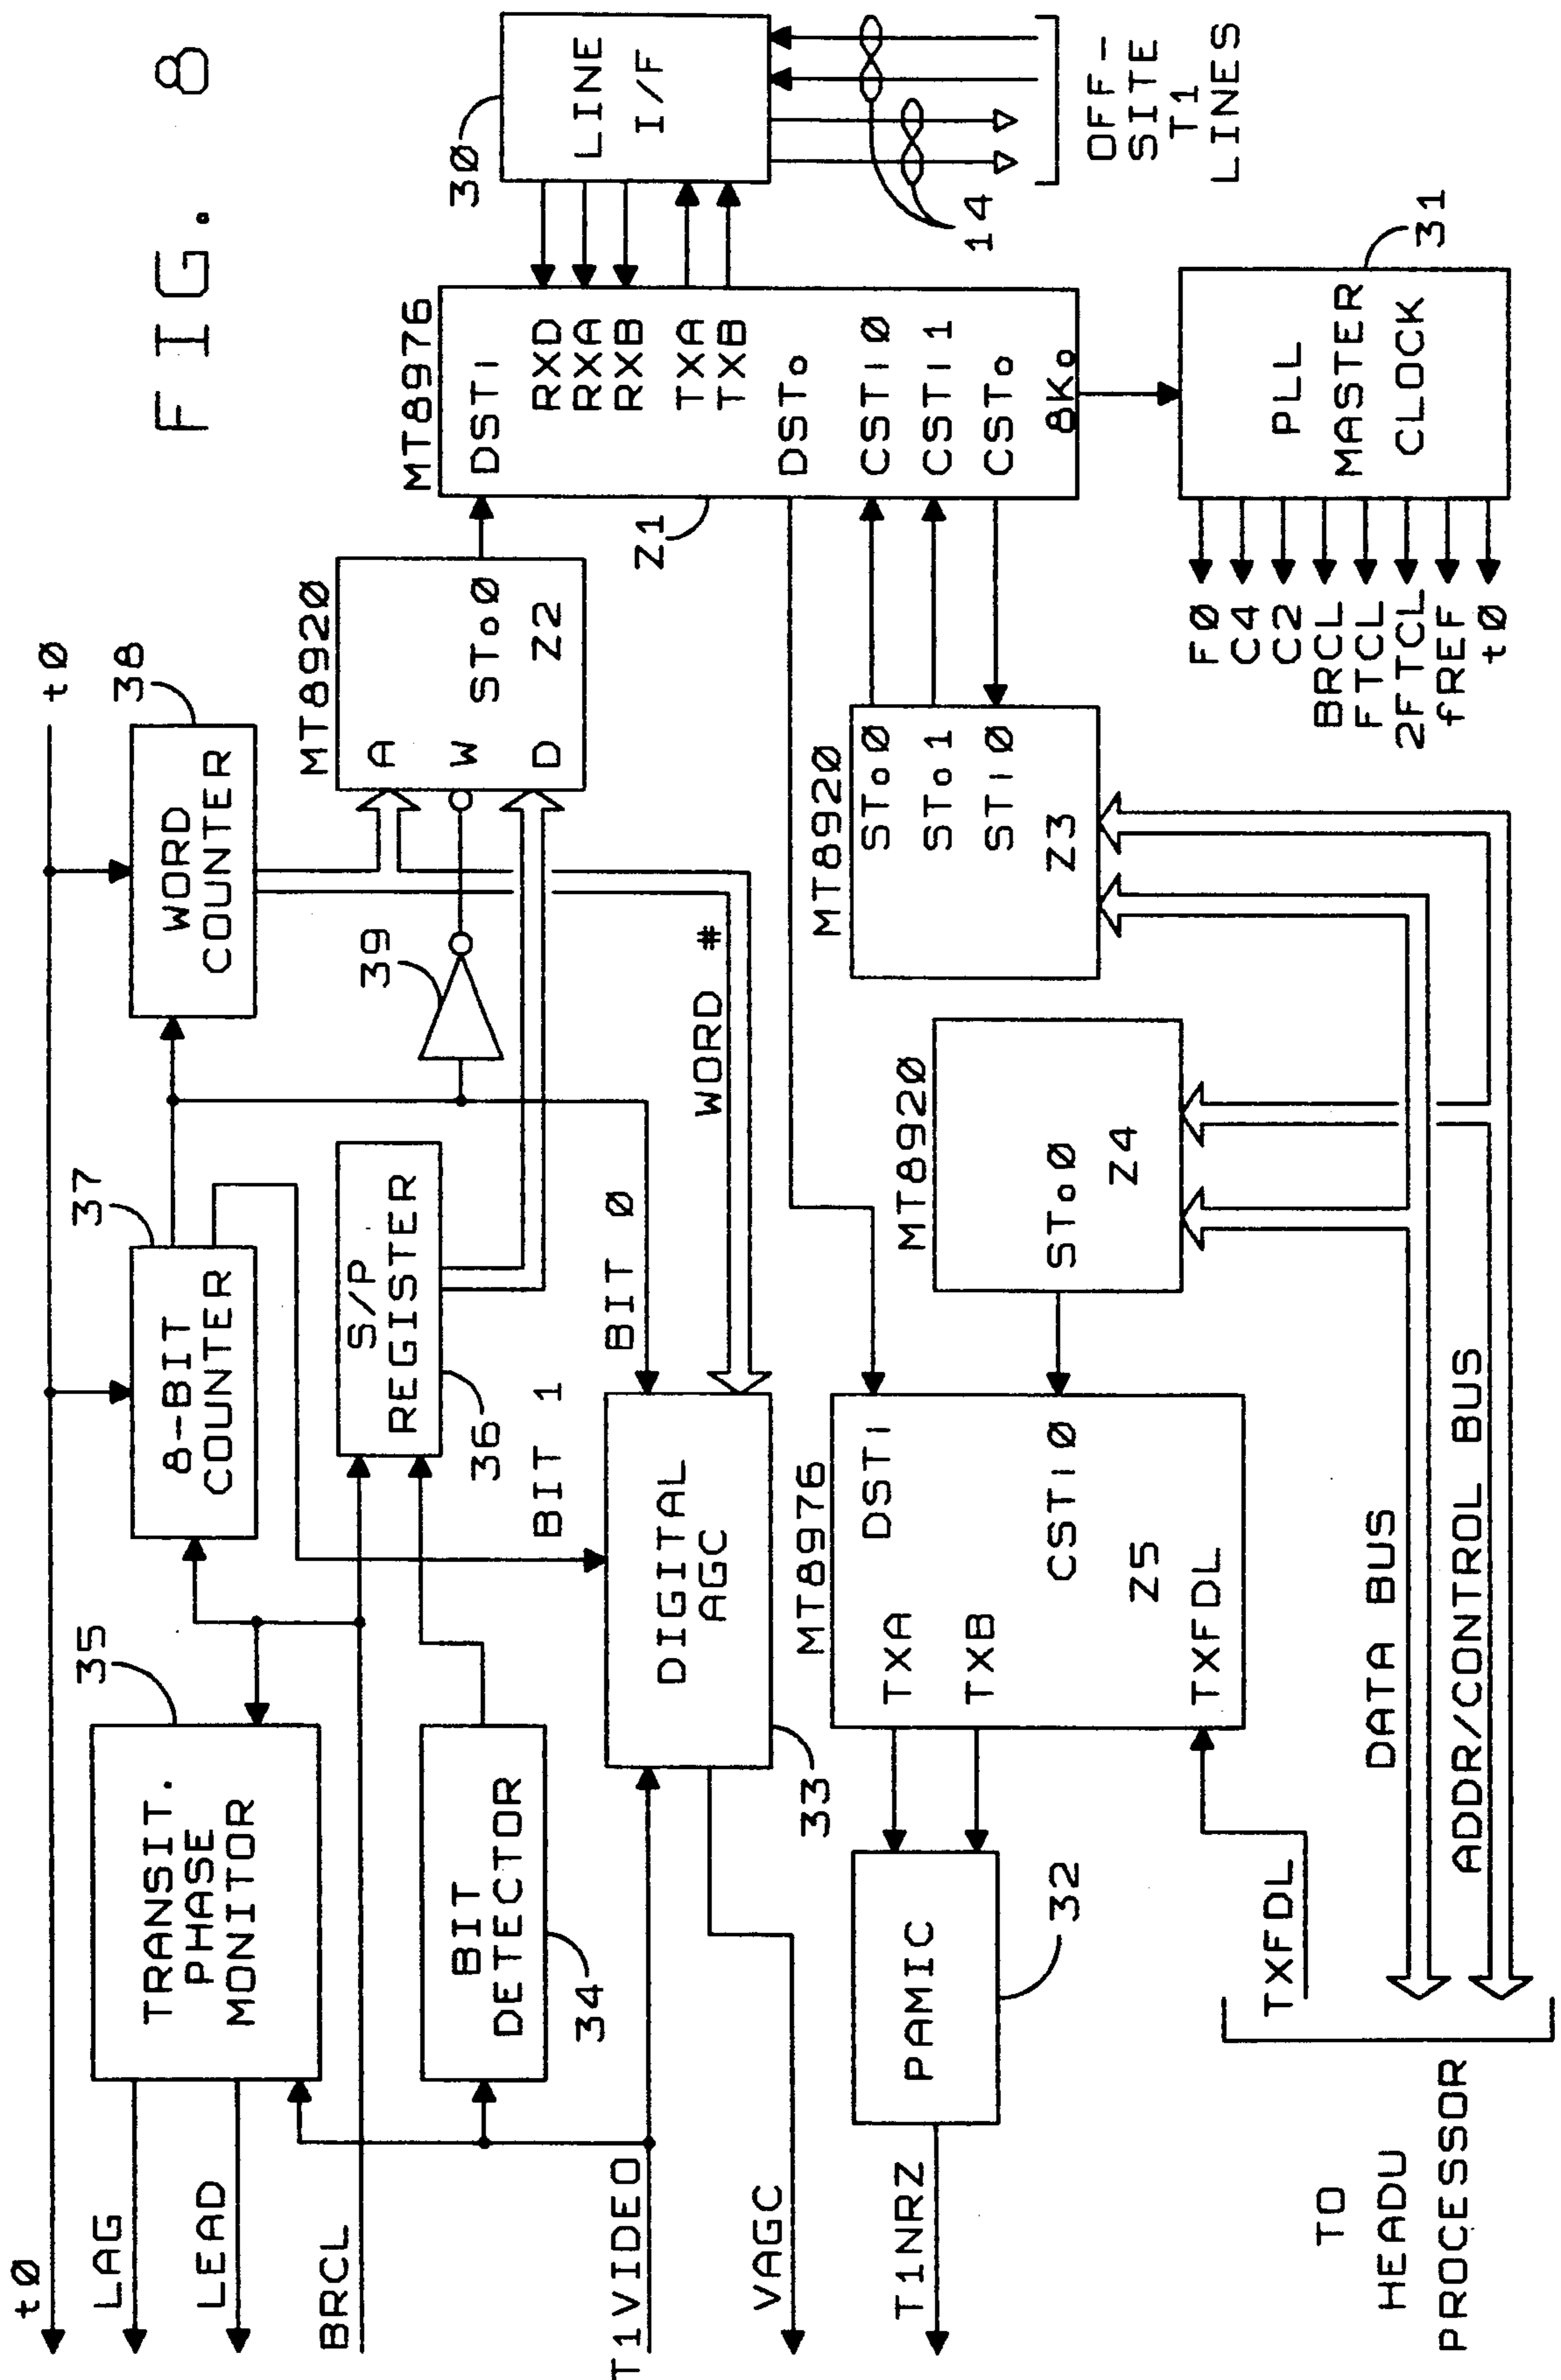 FIG. 8
t0
LAG
LEAD
BRCL
T1VIDEO
VAGC
T1NRZ
TO
HEADU
PROCESSOR
35
TRANSIT.
PHASE
MONITOR
BIT
DETECTOR
34
37
8-BIT
COUNTER
S/P
REGISTER
36
BIT 1
BIT 0
WORD #
DIGITAL
AGC
33
t0
38
WORD
COUNTER
39
MT8920
A
W
D
STo0
Z2
MT8976
DSTi
RXD
RXA
RXB
TXA
TXB
DSTo
CSTi0
CSTi1
CSTo
8Ko
Z1
30
LINE
I/F
14
OFF-
SITE
T1
LINES
31
PLL
MASTER
CLOCK
F0
C4
C2
BRCL
FTCL
2FTCL
fREF
t0
MT8920
STo0
STo1
STi0
Z3
MT8920
STo0
Z4
MT8976
DSTi
CSTi0
TXA
TXB
Z5
TXFDL
PAMIC
32
TXFDL
DATA BUS
ADDR/CONTROL BUS